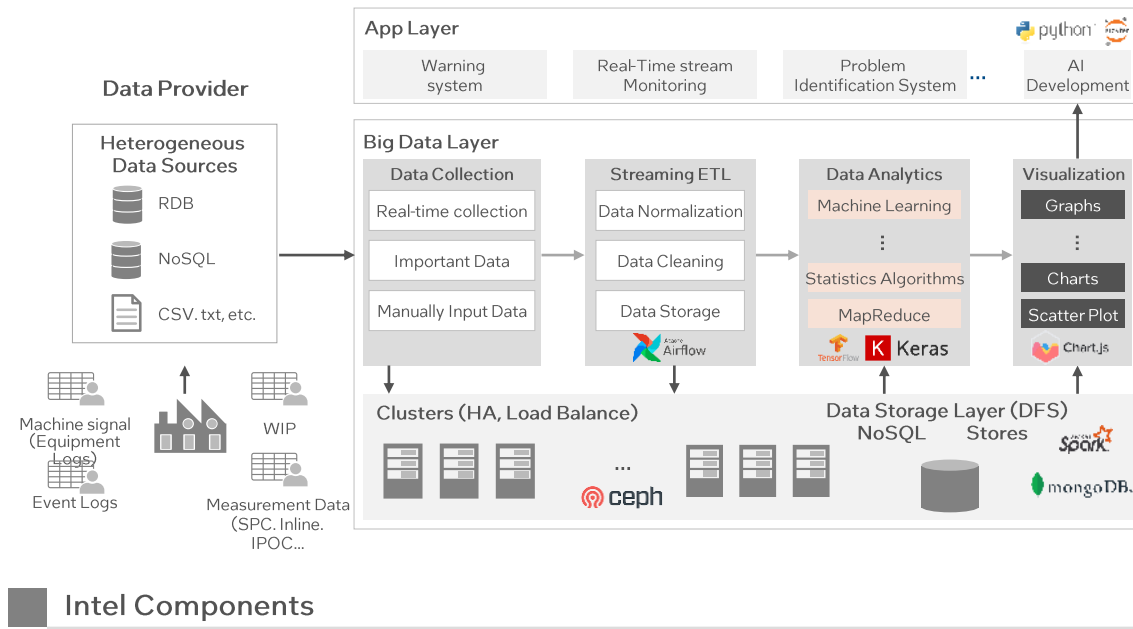 App Layer
python
Warning
system
Real-Time stream
Monitoring
Problem
Identification System
...
AI
Development
Data Provider
Heterogeneous
Data Sources
RDB
NoSQL
CSV. txt, etc.
Big Data Layer
Data Collection
Real-time collection
Important Data
Manually Input Data
Streaming ETL
Data Normalization
Data Cleaning
Data Storage
Apache
Airflow
Data Analytics
Machine Learning
Statistics Algorithms
MapReduce
TensorFlow
K Keras
Visualization
Graphs
Charts
Scatter Plot
Chart.js
Machine signal
(Equipment
Logs)
Event Logs
WIP
Measurement Data
(SPC. Inline.
IPOC...
Clusters (HA, Load Balance)
...
ceph
Data Storage Layer (DFS)
NoSQL Stores
Spark
mongoDB.
Intel Components